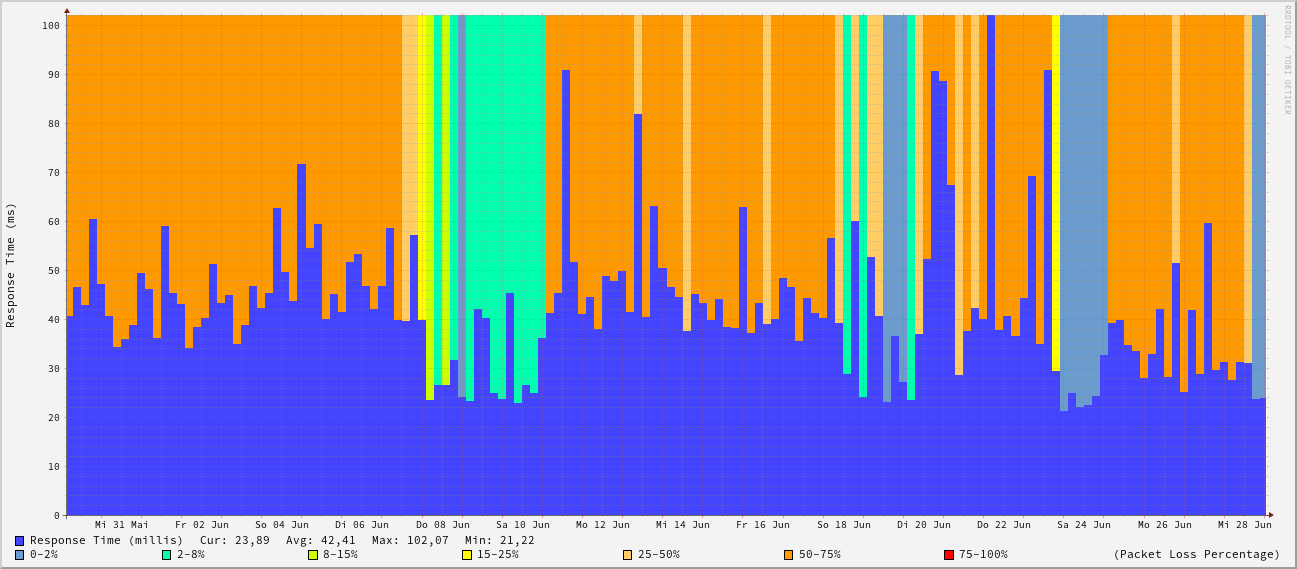 RRDTOOL / TOBI OETIKER
Response Time (ms)
100
90
80
70
60
50
40
30
20
10
0
Mi 31 Mai Fr 02 Jun So 04 Jun Di 06 Jun Do 08 Jun Sa 10 Jun Mo 12 Jun Mi 14 Jun Fr 16 Jun So 18 Jun Di 20 Jun Do 22 Jun Sa 24 Jun Mo 26 Jun Mi 28 Jun
Response Time (millis) Cur: 23,89 Avg: 42,41 Max: 102,07 Min: 21,22
0-2% 2-8% 8-15% 15-25% 25-50% 50-75% 75-100% (Packet Loss Percentage)